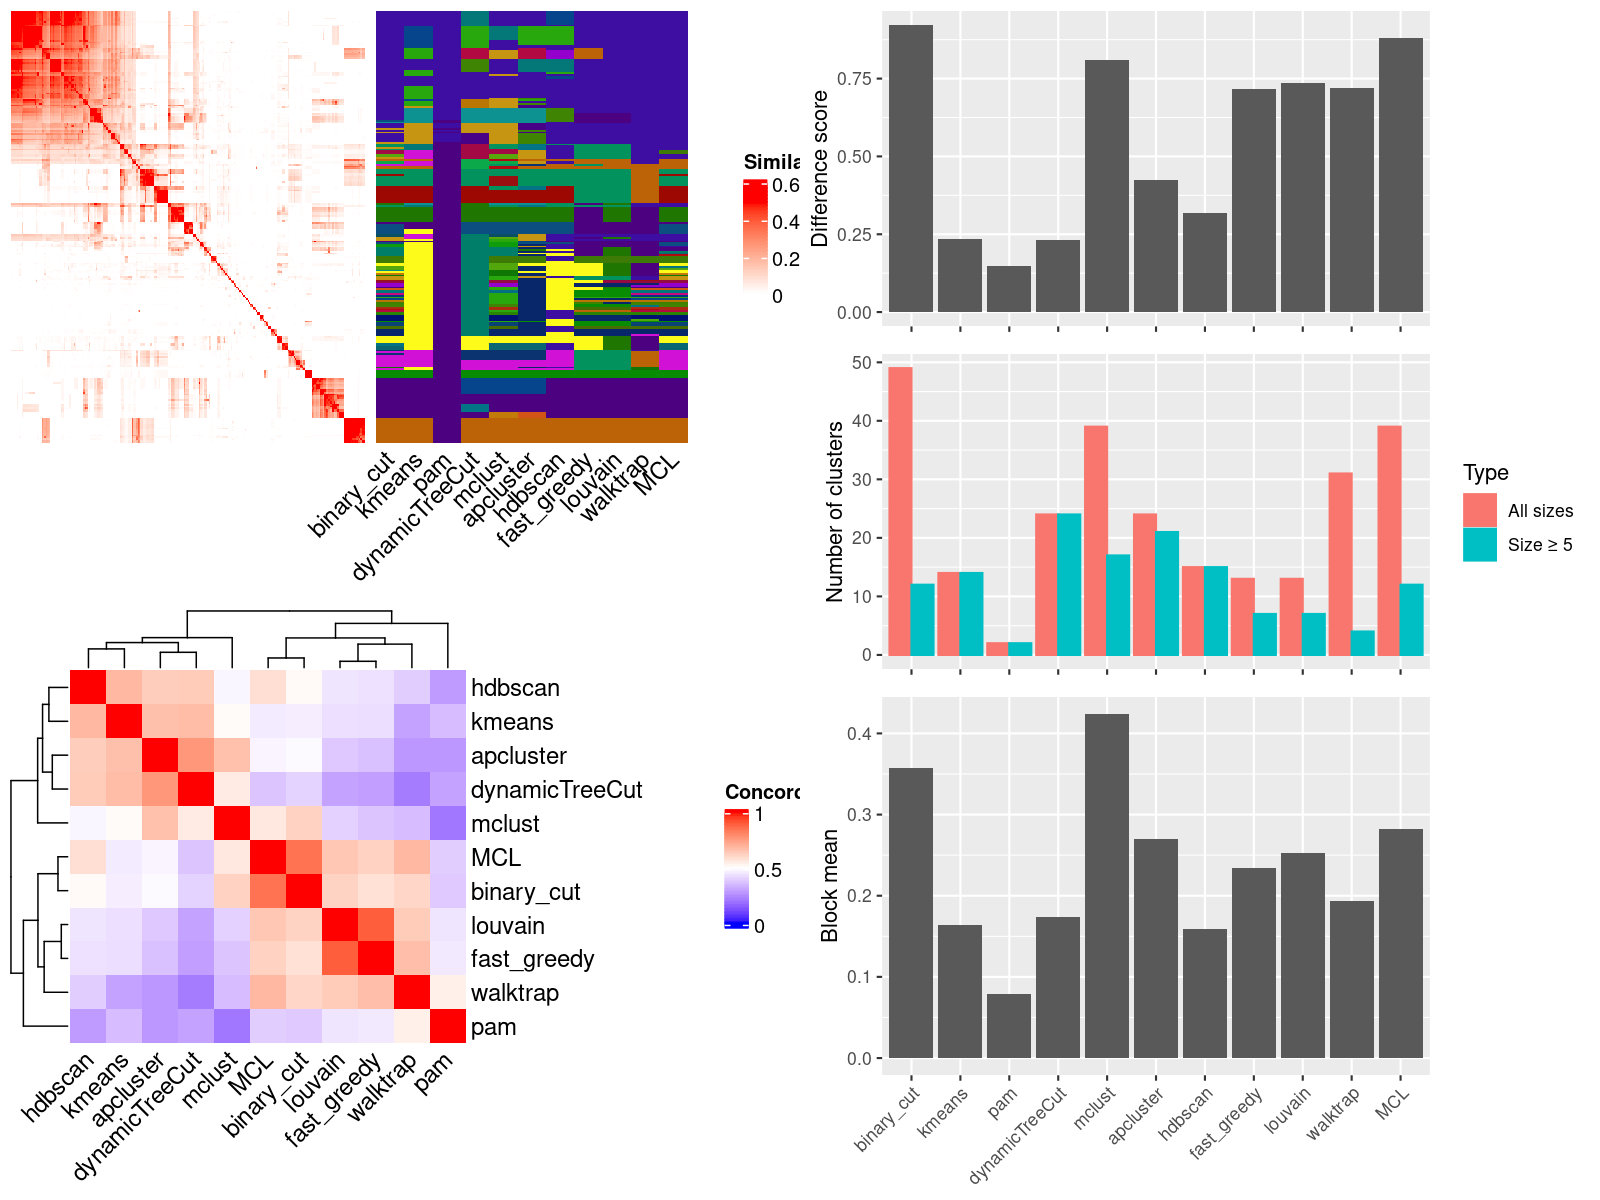 Simila
0.6
0.4
0.2
0
binary_cut
kmeans
pam
dynamicTreeCut
mclust
apcluster
hdbscan
fast_greedy
louvain
walktrap
MCL
hdbscan
kmeans
apcluster
dynamicTreeCut
mclust
MCL
binary_cut
louvain
fast_greedy
walktrap
pam
hdbscan
kmeans
apcluster
dynamicTreeCut
mclust
MCL
binary_cut
louvain
fast_greedy
walktrap
pam
Concord
1
0.5
0
Difference score
0.75
0.50
0.25
0.00
Number of clusters
50
40
30
20
10
0
Type
All sizes
Size ≥ 5
Block mean
0.4
0.3
0.2
0.1
0.0
binary_cut
kmeans
pam
dynamicTreeCut
mclust
apcluster
hdbscan
fast_greedy
louvain
walktrap
MCL